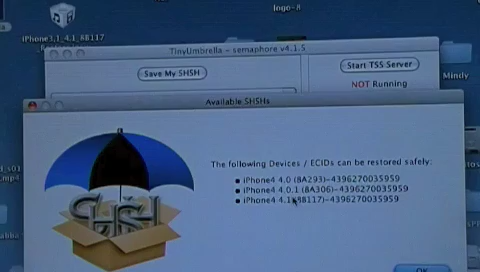 logo-8
iPhone3,1_4.1_8B117
TinyUmbrella - semaphore v4.1.5
Save My SHSH
Start TSS Server
NOT Running
Mindy
Available SHSHs
The following Devices / ECIDs can be restored safely:
iPhone4 4.0 (8A293)-4396270035959
iPhone4 4.0.1 (8A306)-4396270035959
iPhone4 4.1(8B117)-4396270035959
SHSH
OK